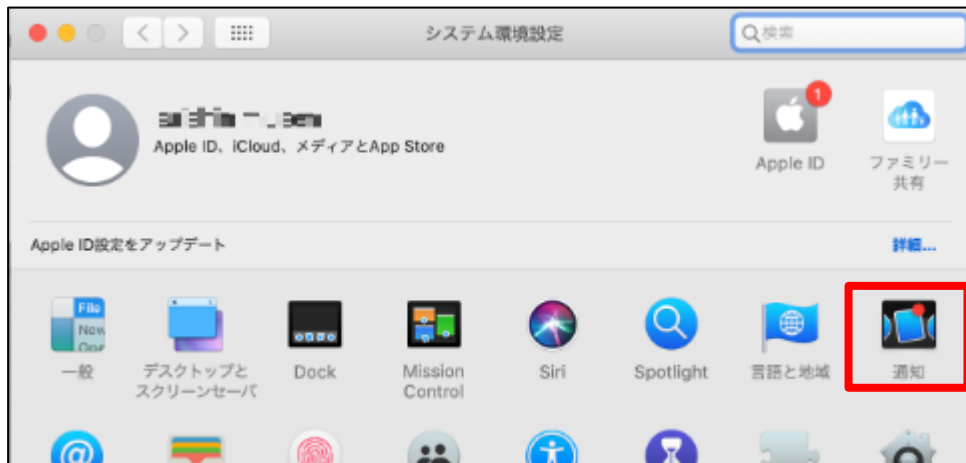 システム環境設定
検索
Apple ID、iCloud、メディアとApp Store
1
Apple ID
ファミリー
共有
Apple ID設定をアップデート
詳細...
File
New
一般
デスクトップと
スクリーンセーバ
Dock
Mission
Control
Siri
Spotlight
言語と地域
通知